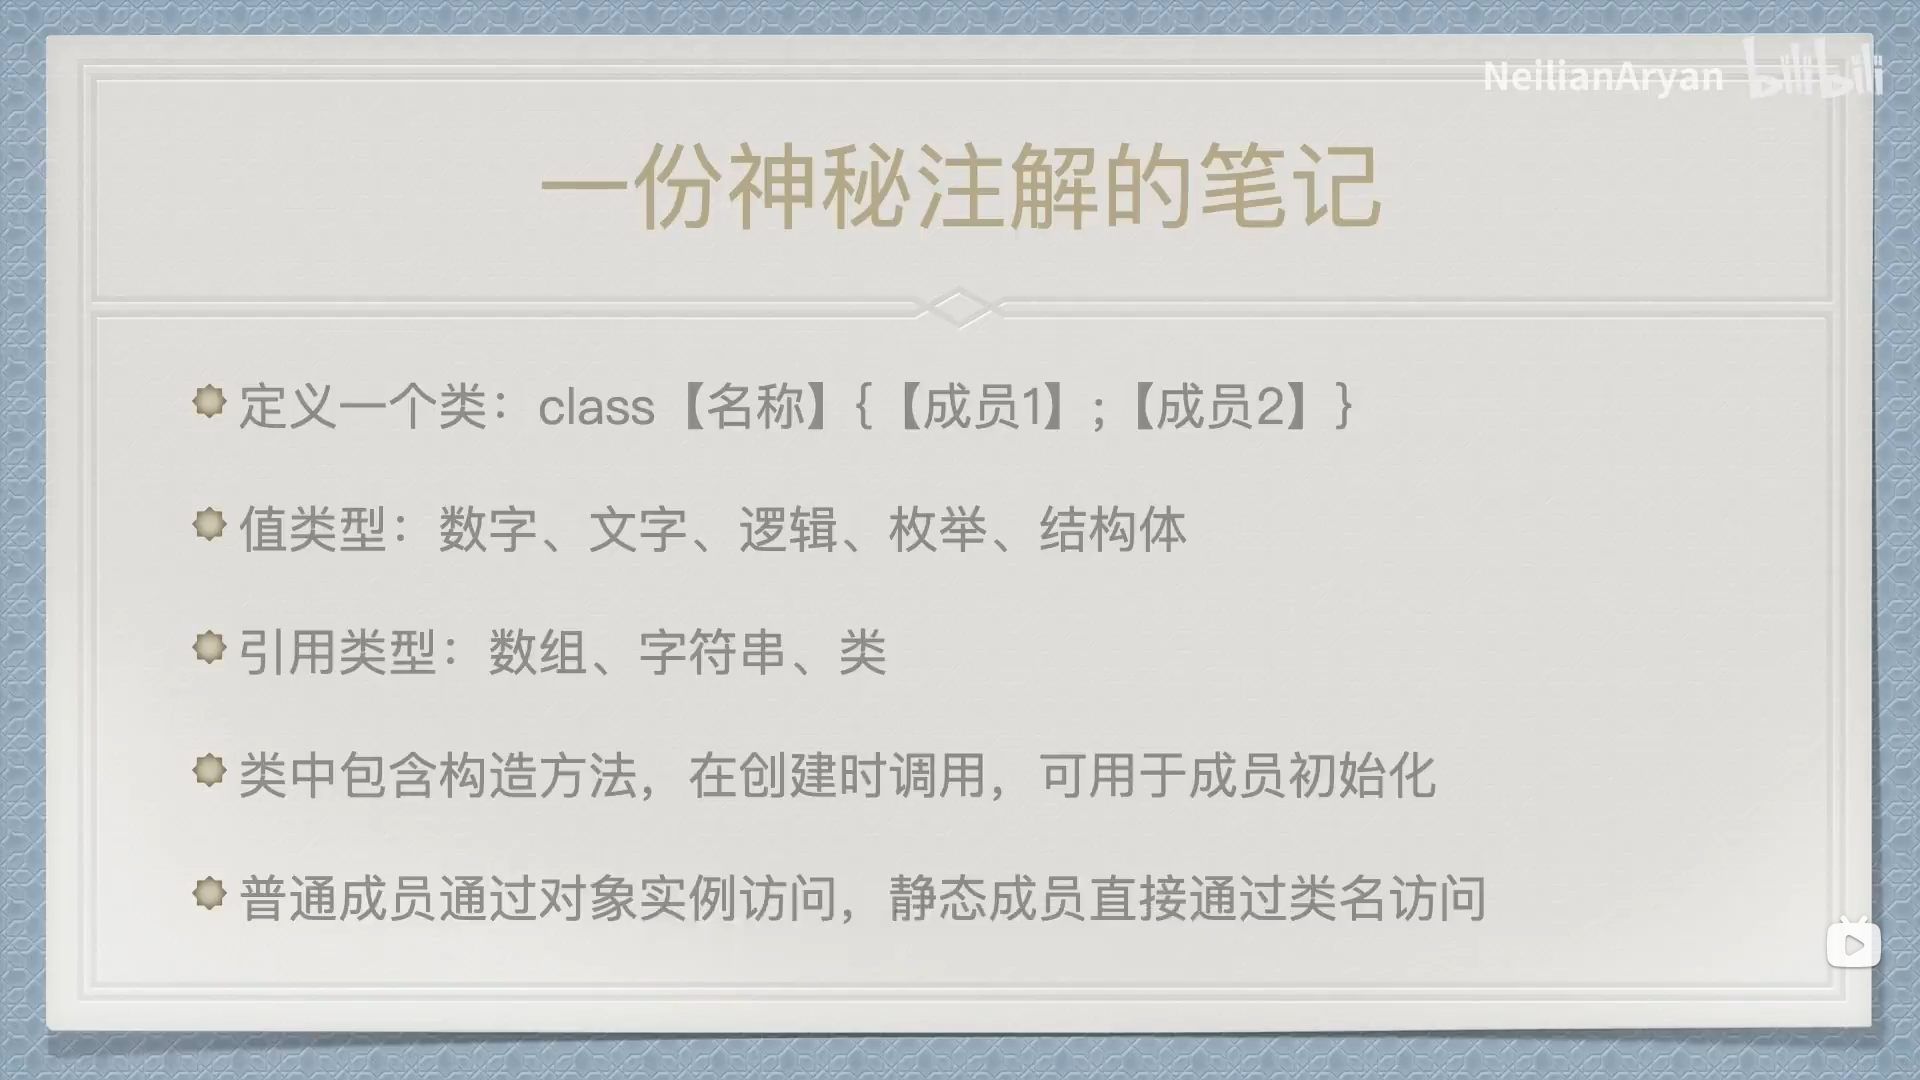 NeilianAryan bilibili
一份神秘注解的笔记
定义一个类：class【名称】{【成员1】;【成员2】}
值类型：数字、文字、逻辑、枚举、结构体
引用类型：数组、字符串、类
类中包含构造方法，在创建时调用，可用于成员初始化
普通成员通过对象实例访问，静态成员直接通过类名访问